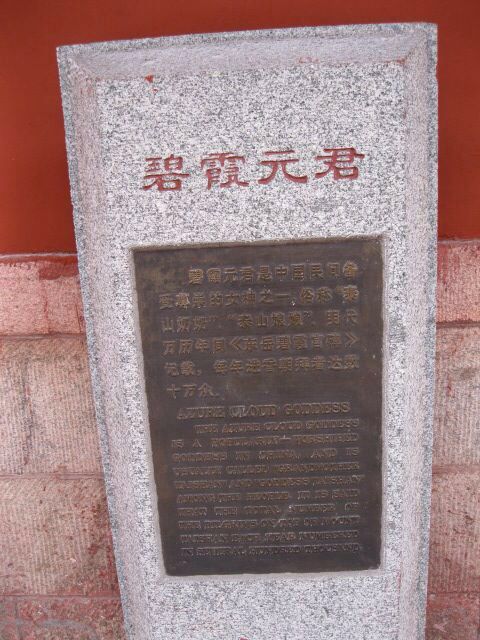 碧霞元君
碧霞元君是中国民间备
受尊崇的女神之一，俗称“泰
山奶奶”、“泰山娘娘”。明代
万历年间《东岳碧霞宫碑》
记载，每年进香朝拜者达数
十万众。
AZURE CLOUD GODDESS
THE AZURE CLOUD GODDESS
IS A POPULARLY-WORSHIPED
GODDESS IN CHINA, AND IS
USUALLY CALLED GRANDMOTHER
TAISHAN AND GODDESS TAISHAN
AMONG THE PEOPLE. IT IS SAID
THAT THE TOTAL NUMBER OF
THE PILGRIMS ON TOP OF MOUNT
TAISHAN EACH YEAR NUMBERED
IN SEVERAL HUNDRED THOUSAND.